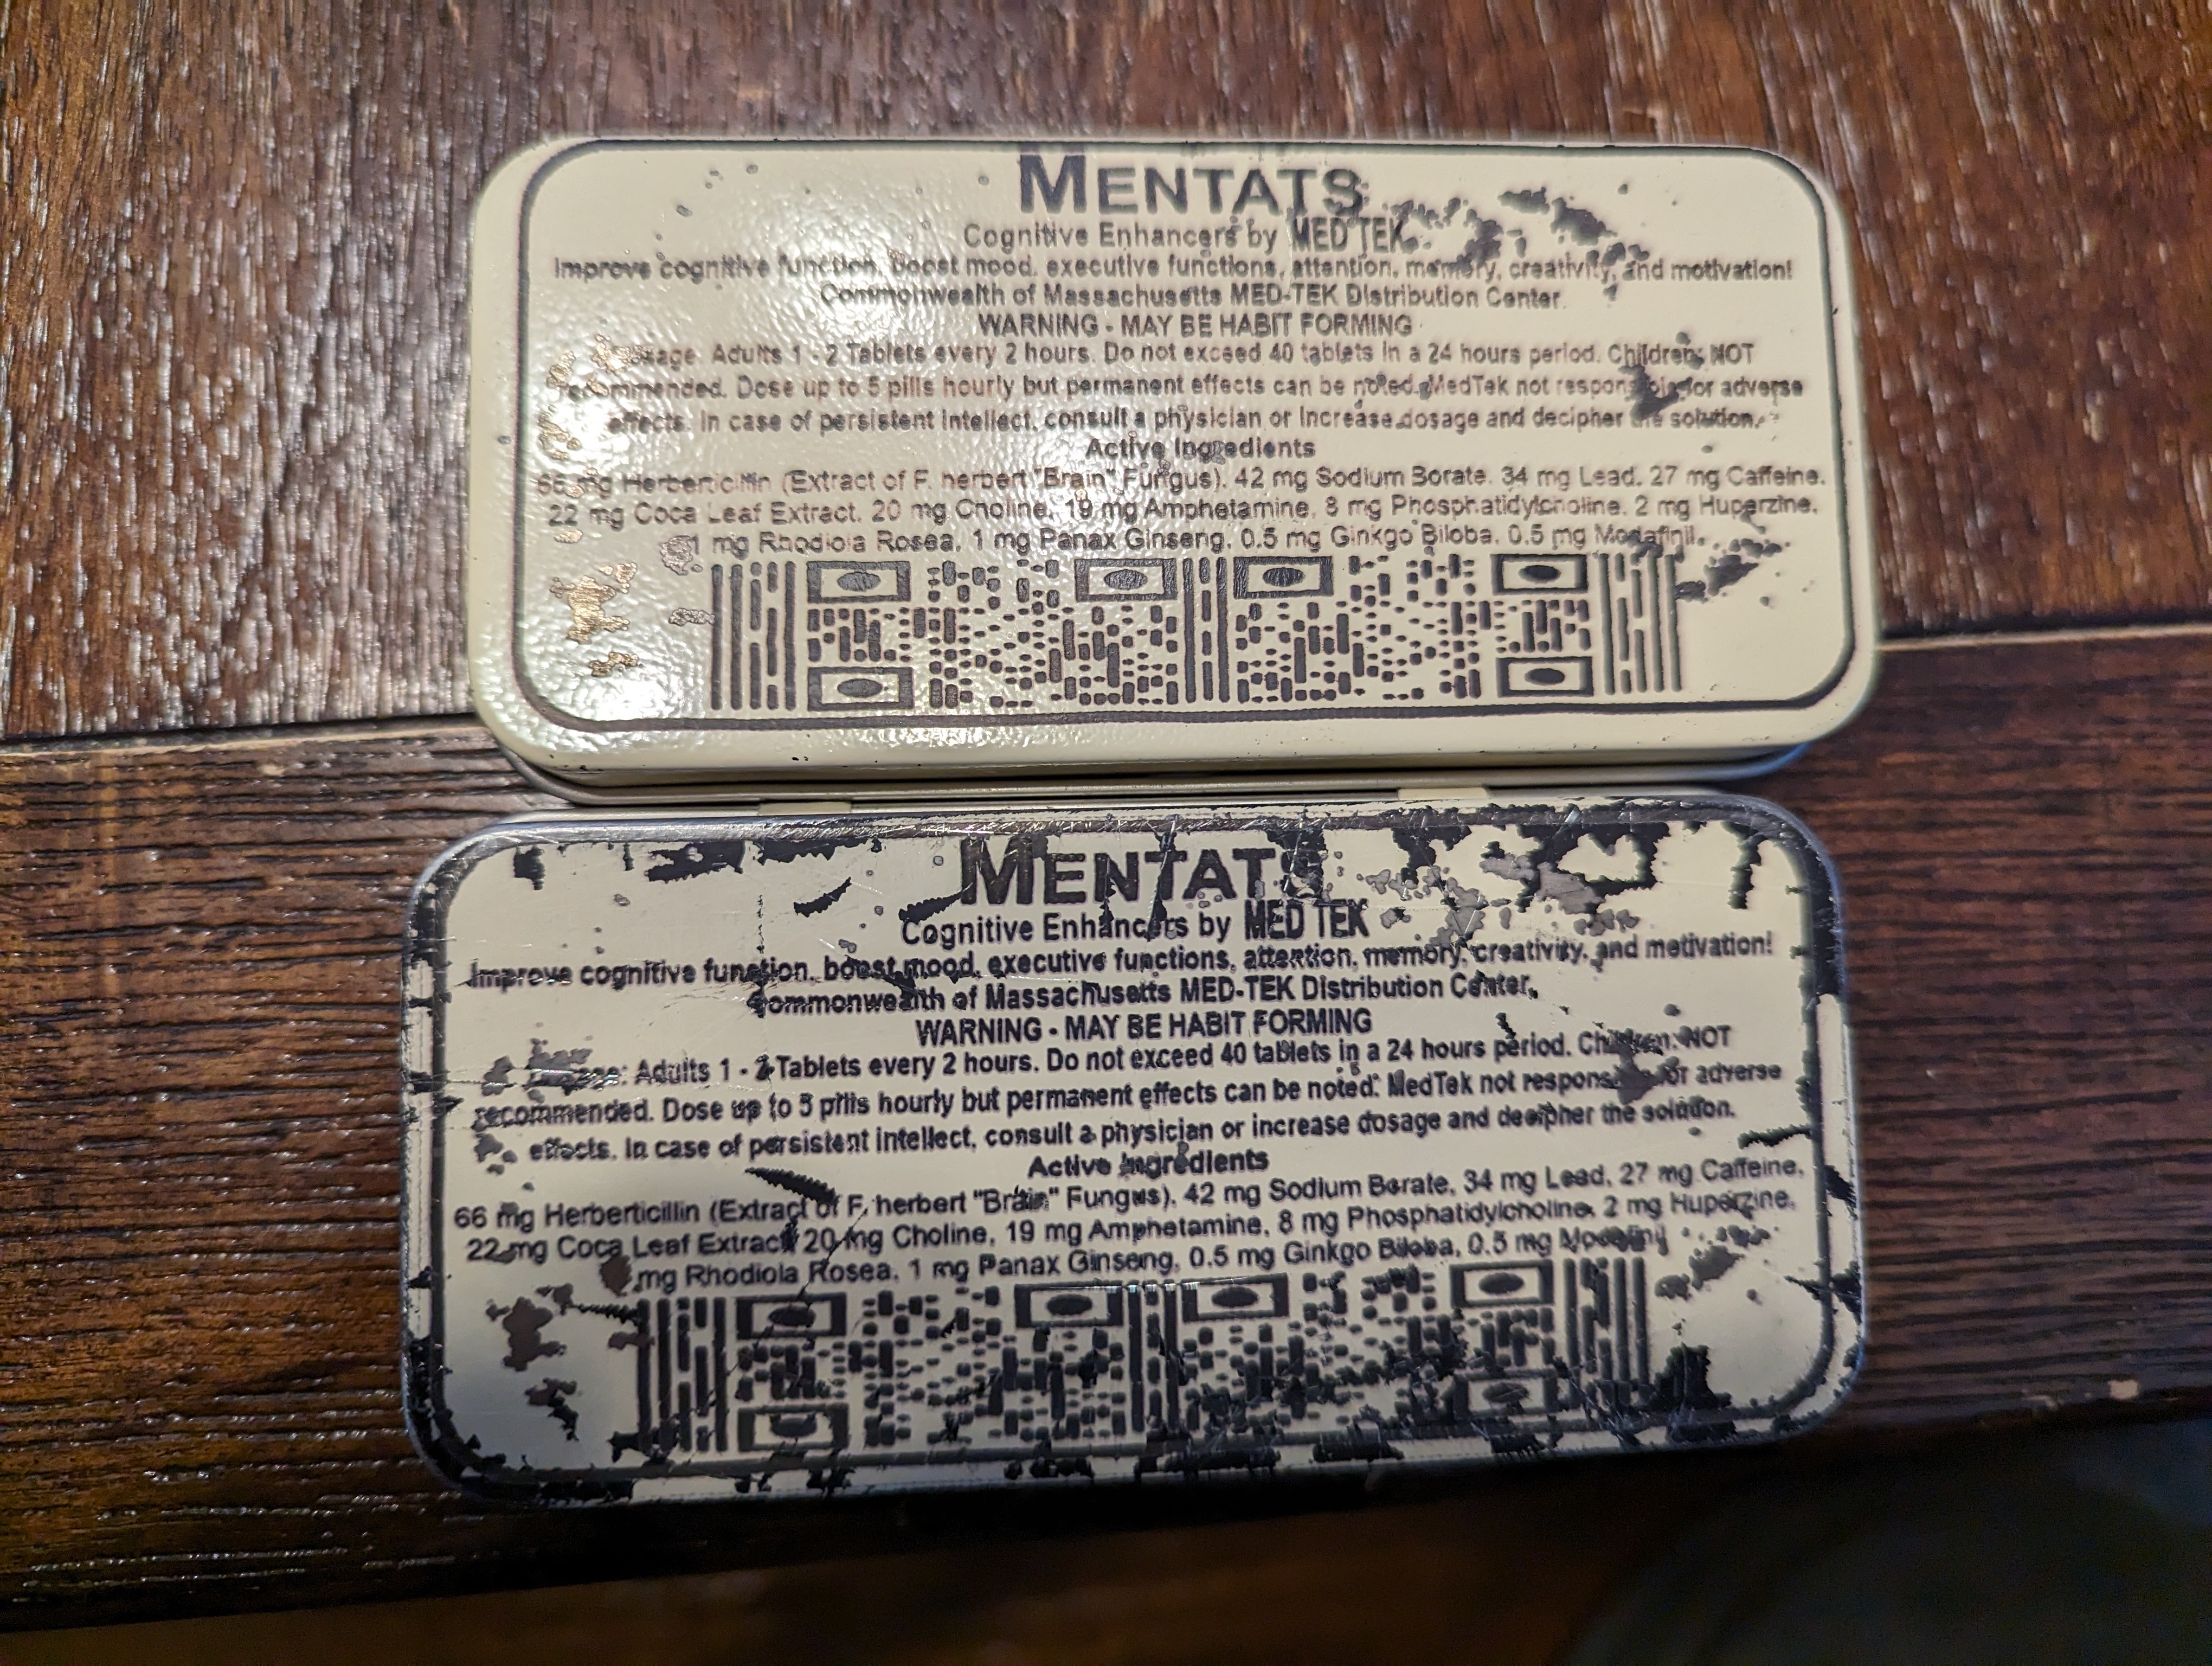 MENTATS
Cognitive Enhancers by MED TEK
Improve cognitive function, boost mood, executive functions, attention, memory, creativity, and motivation!
Commonwealth of Massachusetts MED-TEK Distribution Center.
WARNING - MAY BE HABIT FORMING
Adults 1 - 2 Tablets every 2 hours. Do not exceed 40 tablets in a 24 hours period. Children: NOT
recommended. Dose up to 5 pills hourly but permanent effects can be noted. MedTek not responsible for adverse
effects. In case of persistent intellect, consult a physician or increase dosage and decipher the solution.
Active Ingredients
66 mg Herberticillin (Extract of F. herbert "Brain" Fungus), 42 mg Sodium Borate, 34 mg Lead, 27 mg Caffeine,
22 mg Coca Leaf Extract, 20 mg Choline, 19 mg Amphetamine, 8 mg Phosphatidylcholine, 2 mg Huperzine,
1 mg Rhodiola Rosea, 1 mg Panax Ginseng, 0.5 mg Ginkgo Biloba, 0.5 mg Modafinil.
MENTATS
Cognitive Enhancers by MED TEK
Improve cognitive function, boost mood, executive functions, attention, memory, creativity, and motivation!
Commonwealth of Massachusetts MED-TEK Distribution Center.
WARNING - MAY BE HABIT FORMING
Adults 1 - 2 Tablets every 2 hours. Do not exceed 40 tablets in a 24 hours period. Children: NOT
recommended. Dose up to 5 pills hourly but permanent effects can be noted. MedTek not for adverse
effects. In case of persistent intellect, consult a physician or increase dosage and decipher the solution.
Active Ingredients
66 mg Herberticillin (Extract of F. herbert "Brain" Fungus), 42 mg Sodium Borate, 34 mg Lead, 27 mg Caffeine,
22 mg Coca Leaf Extract, 20 mg Choline, 19 mg Amphetamine, 8 mg Phosphatidylcholine, 2 mg Huperzine,
mg Rhodiola Rosea, 1 mg Panax Ginseng, 0.5 mg Ginkgo Biloba, 0.5 mg Modafinil